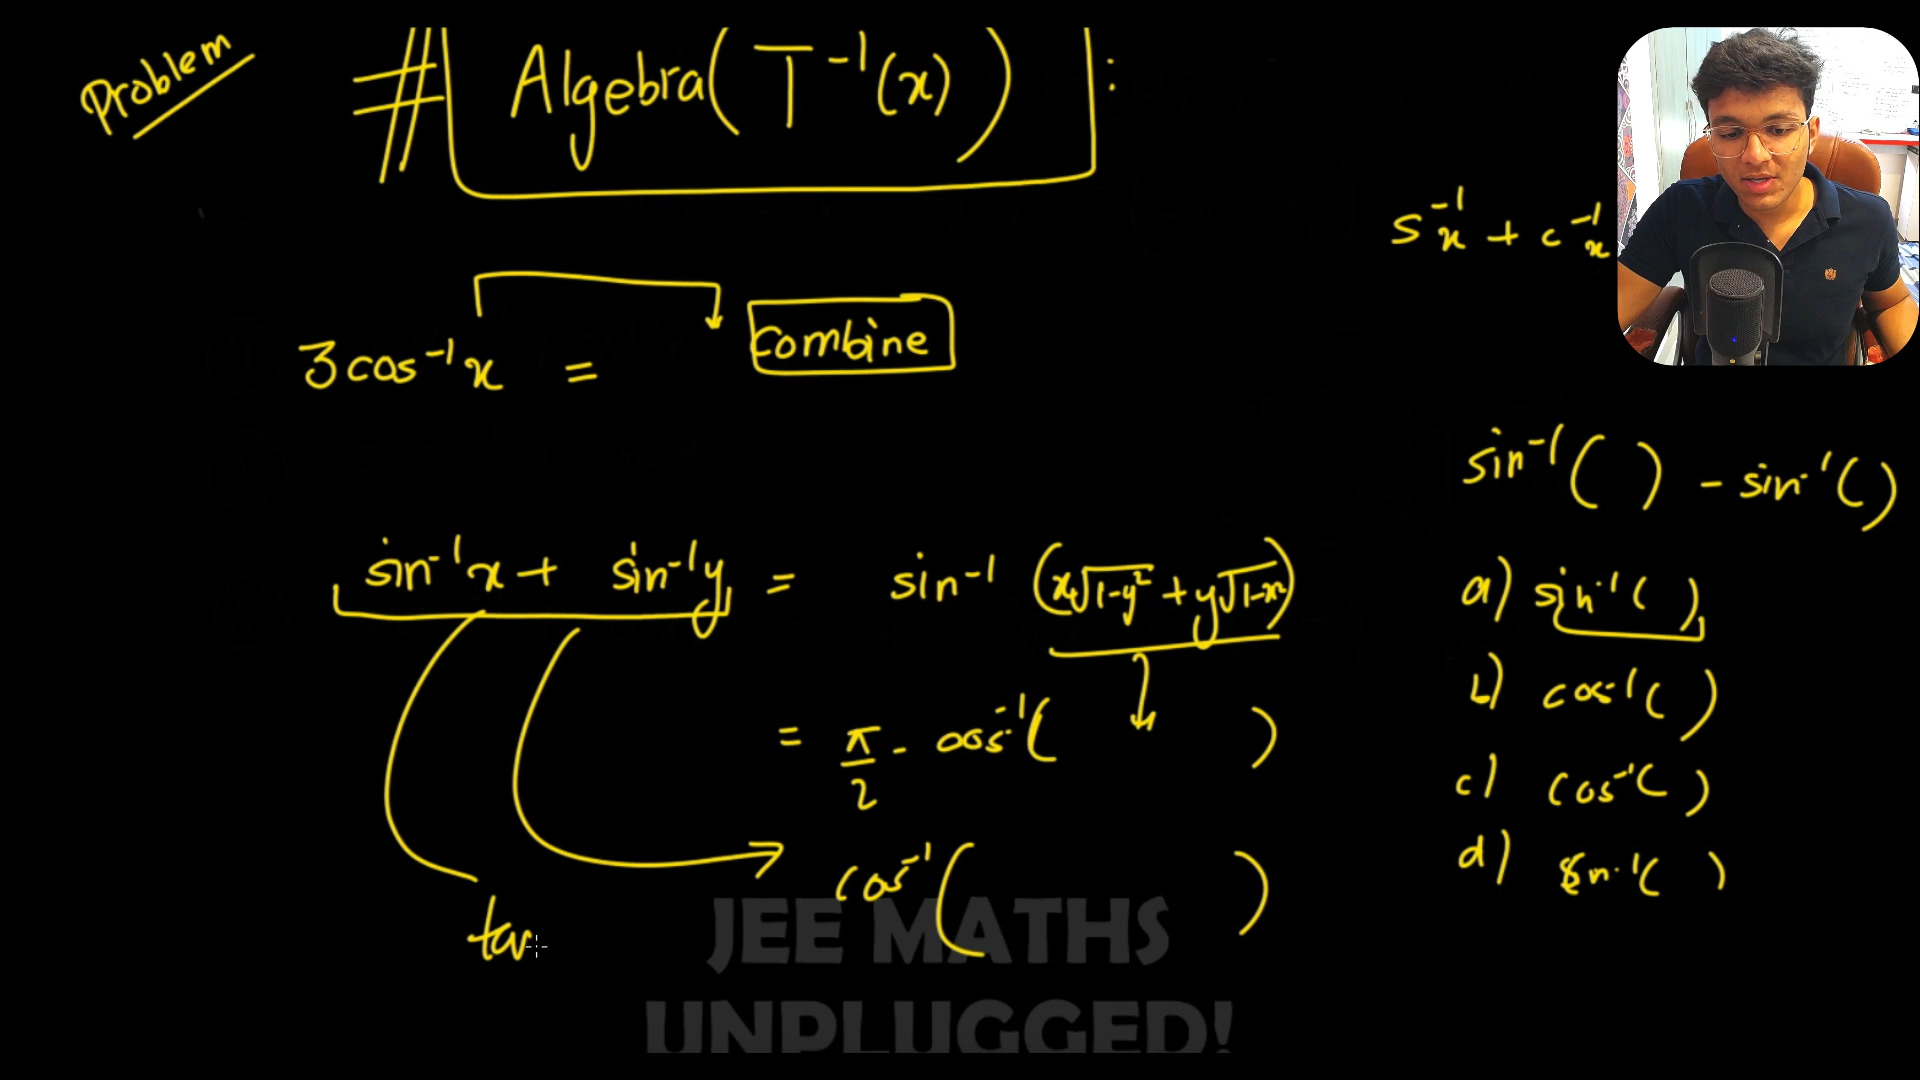 Problem
# Algebra(T⁻¹(x)) :
s⁻¹x + c⁻¹x
3cos⁻¹x =
combine
sin⁻¹( ) - sin⁻¹( )
sin⁻¹x + sin⁻¹y = sin⁻¹(x√1-y² + y√1-x²)
a) sin⁻¹( )
= π/2 - cos⁻¹( )
b) cos⁻¹( )
c) cos⁻¹( )
cos⁻¹( )
d) sin⁻¹( )
tan
JEE MATHS
UNPLUGGED!